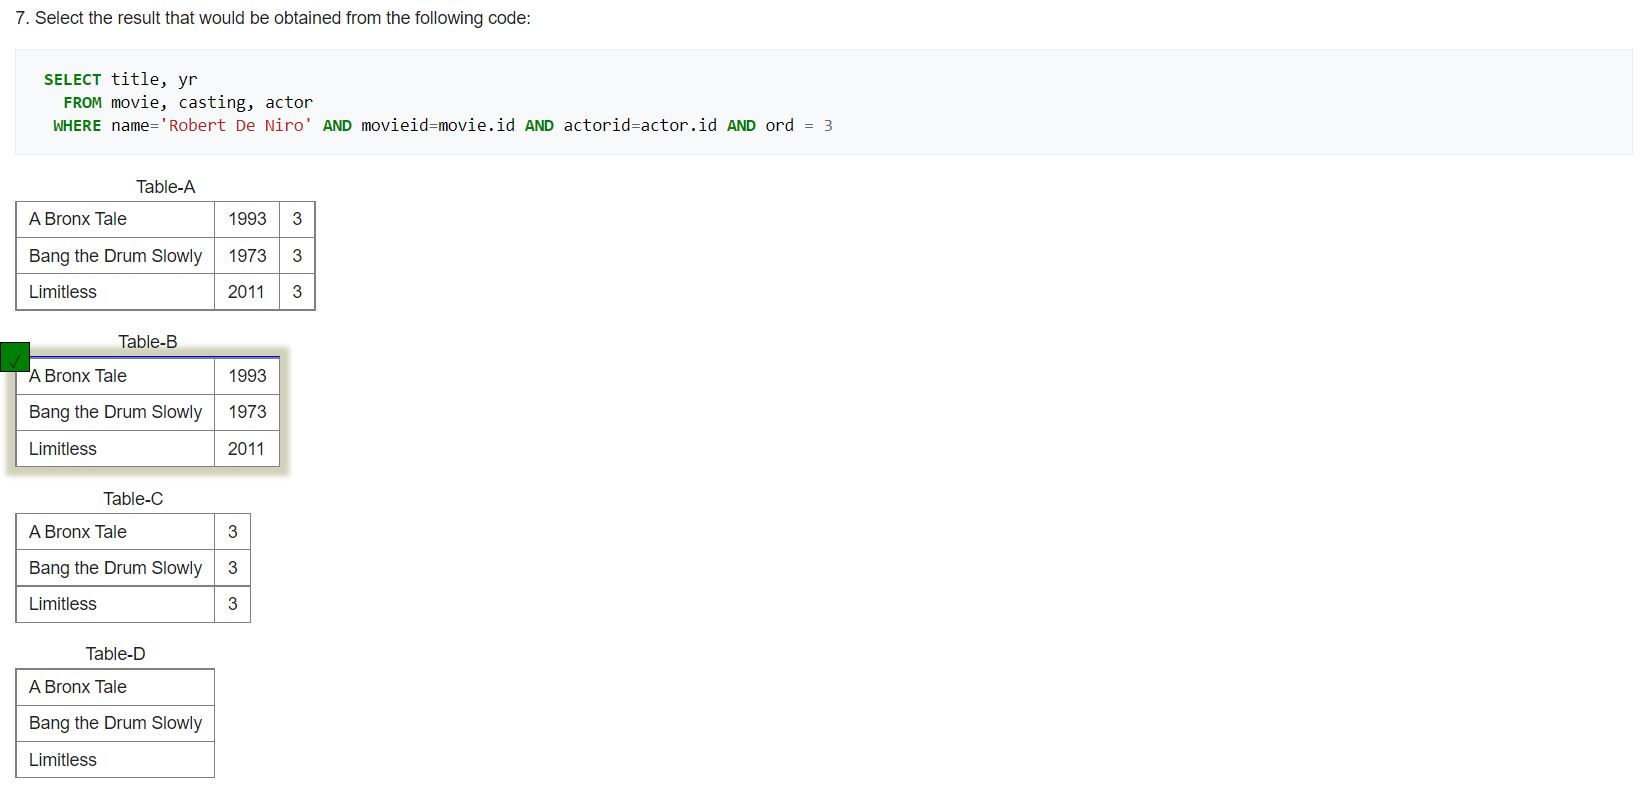 7. Select the result that would be obtained from the following code:
SELECT title, yr
FROM movie, casting, actor
WHERE name='Robert De Niro' AND movieid=movie.id AND actorid=actor.id AND ord = 3
Table-A
A Bronx Tale 1993 3
Bang the Drum Slowly 1973 3
Limitless 2011 3
Table-B
✓
A Bronx Tale 1993
Bang the Drum Slowly 1973
Limitless 2011
Table-C
A Bronx Tale 3
Bang the Drum Slowly 3
Limitless 3
Table-D
A Bronx Tale
Bang the Drum Slowly
Limitless